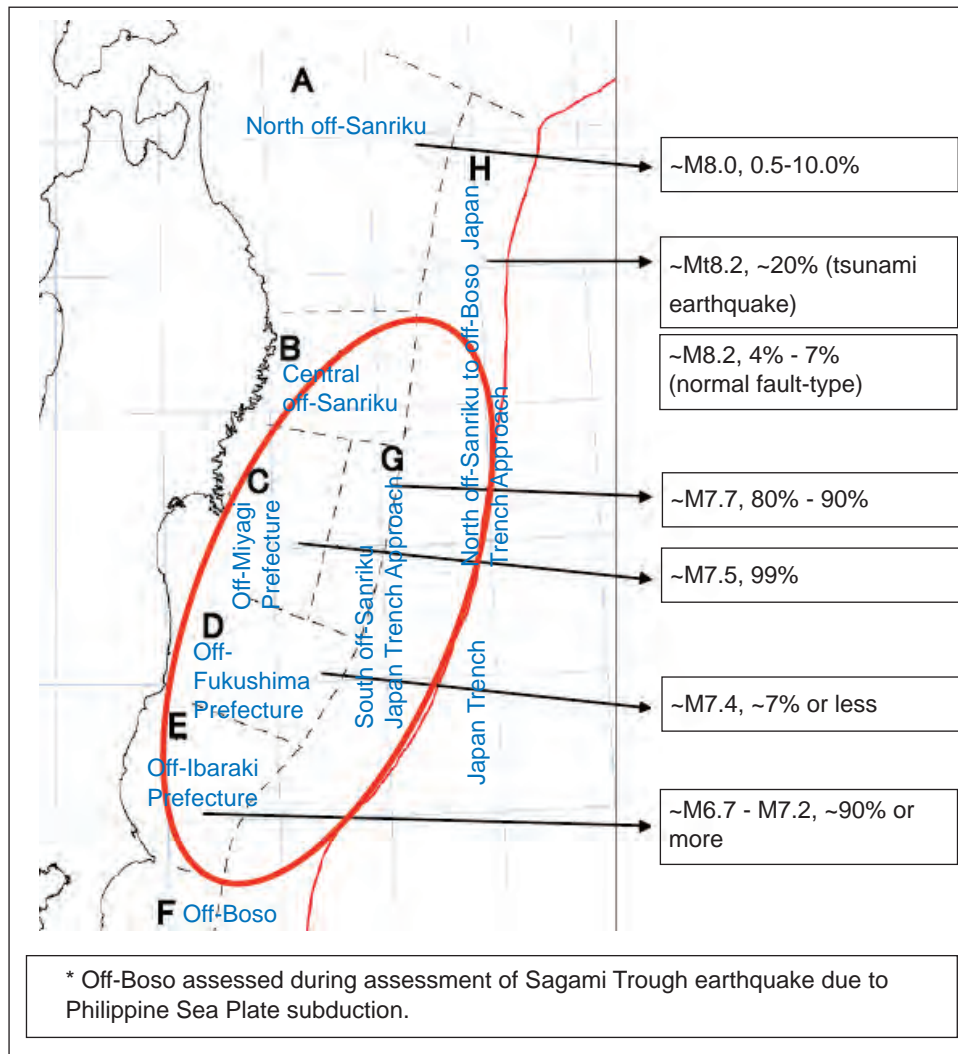 A
North off-Sanriku
H
~M8.0, 0.5-10.0%
North off-Sanriku to off-Boso Japan
Trench Approach
~Mt8.2, ~20% (tsunami
earthquake)
~M8.2, 4% - 7%
(normal fault-type)
B
Central
off-Sanriku
G
South off-Sanriku
Japan Trench Approach
~M7.7, 80% - 90%
C
Off-Miyagi
Prefecture
~M7.5, 99%
D
Off-
Fukushima
Prefecture
Japan Trench
~M7.4, ~7% or less
E
Off-Ibaraki
Prefecture
~M6.7 - M7.2, ~90% or
more
F Off-Boso
* Off-Boso assessed during assessment of Sagami Trough earthquake due to
Philippine Sea Plate subduction.